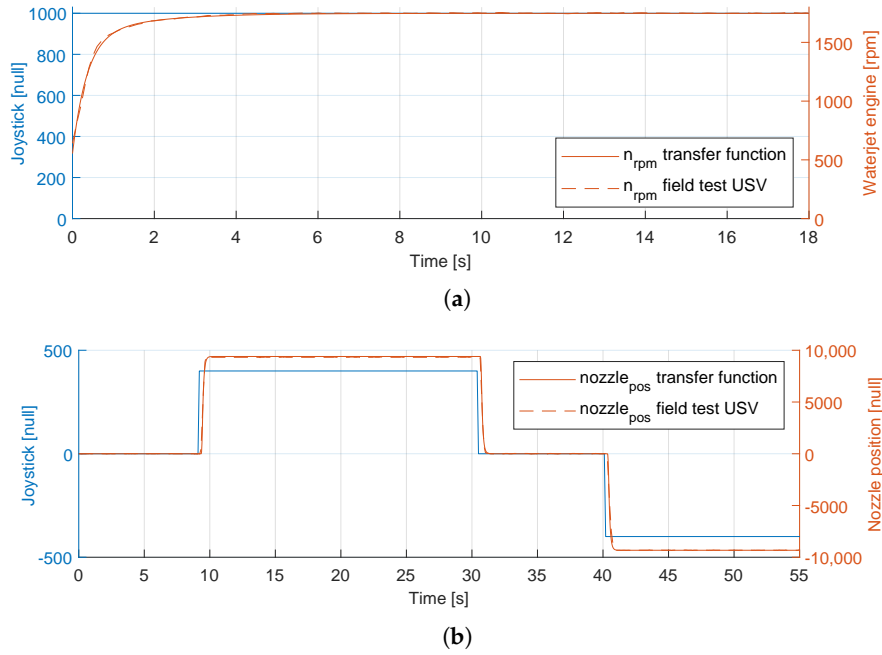 1000
800
600
400
200
0
Joystick [null]
1500
1000
500
0
Waterjet engine [rpm]
n_rpm transfer function
n_rpm field test USV
0 2 4 6 8 10 12 14 16 18
Time [s]
(a)
500
0
-500
Joystick [null]
10,000
5000
0
-5000
-10,000
Nozzle position [null]
nozzle_pos transfer function
nozzle_pos field test USV
0 5 10 15 20 25 30 35 40 45 50 55
Time [s]
(b)